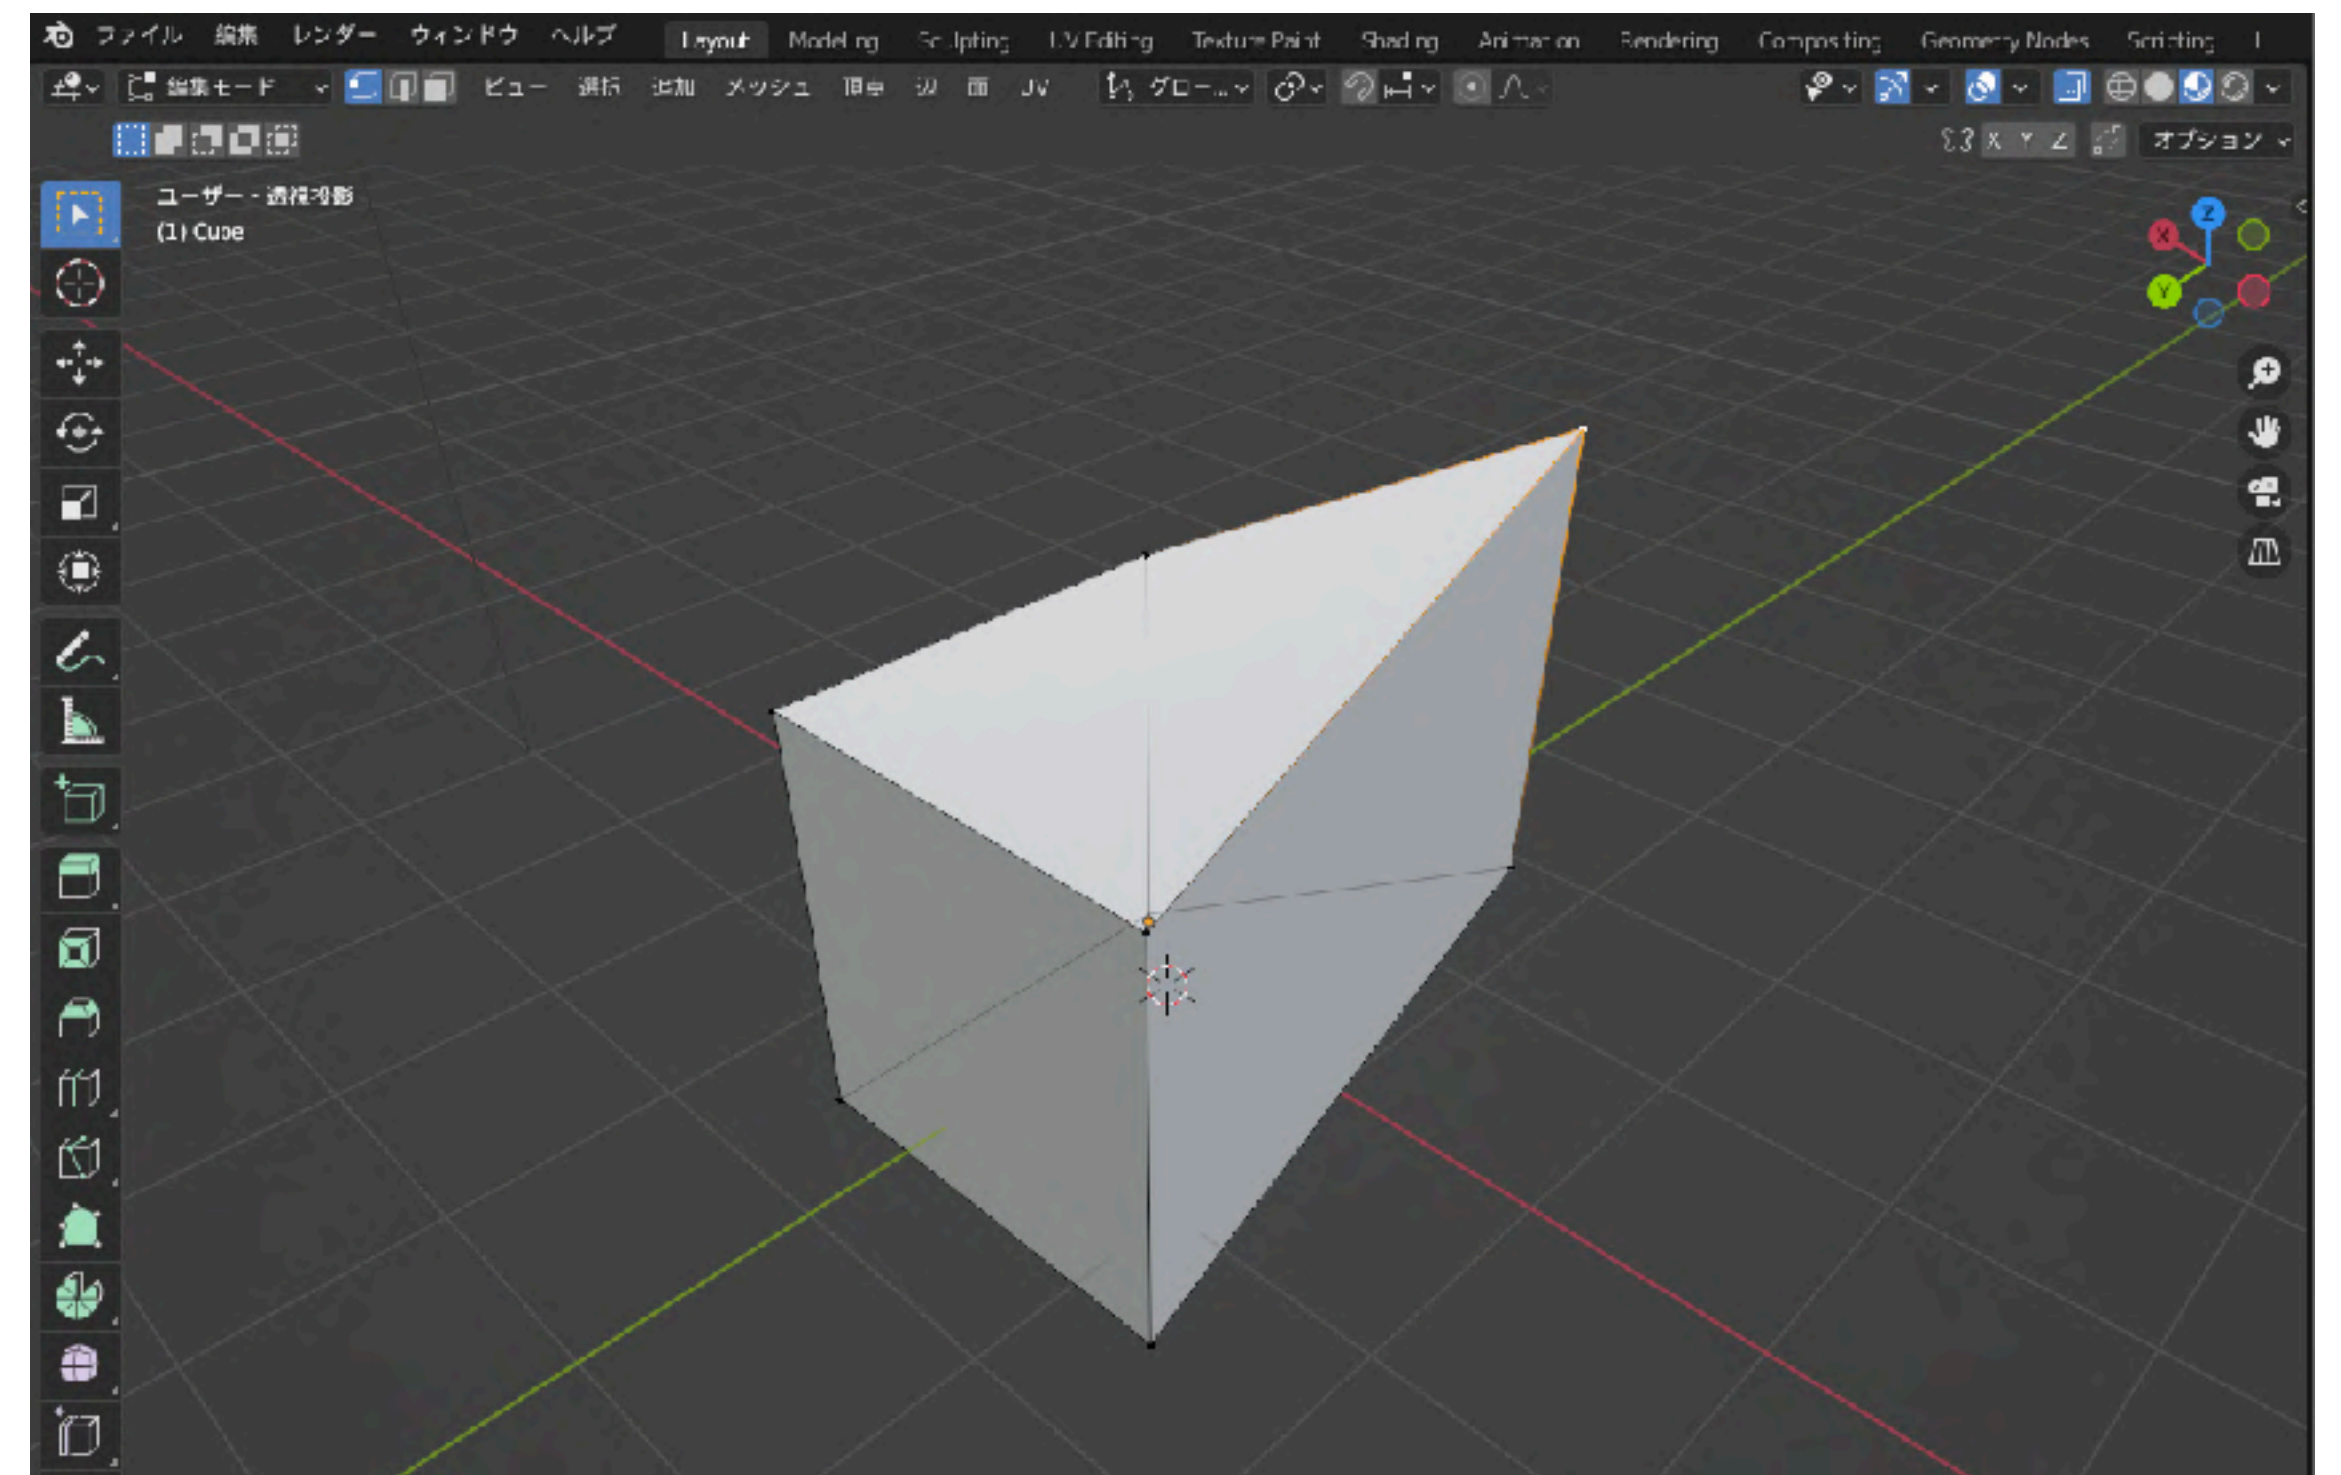 ファイル 編集 レンダー ウィンドウ ヘルプ Layout Modeling Sculpting UV Editing Texture Paint Shading Animation Rendering Compositing Geometry Nodes Scripting
編集モード ビュー 選択 追加 メッシュ 頂点 辺 面 UV グロー...
X Y Z オプション
ユーザー・透視投影
(1) Cube
Z
X
Y